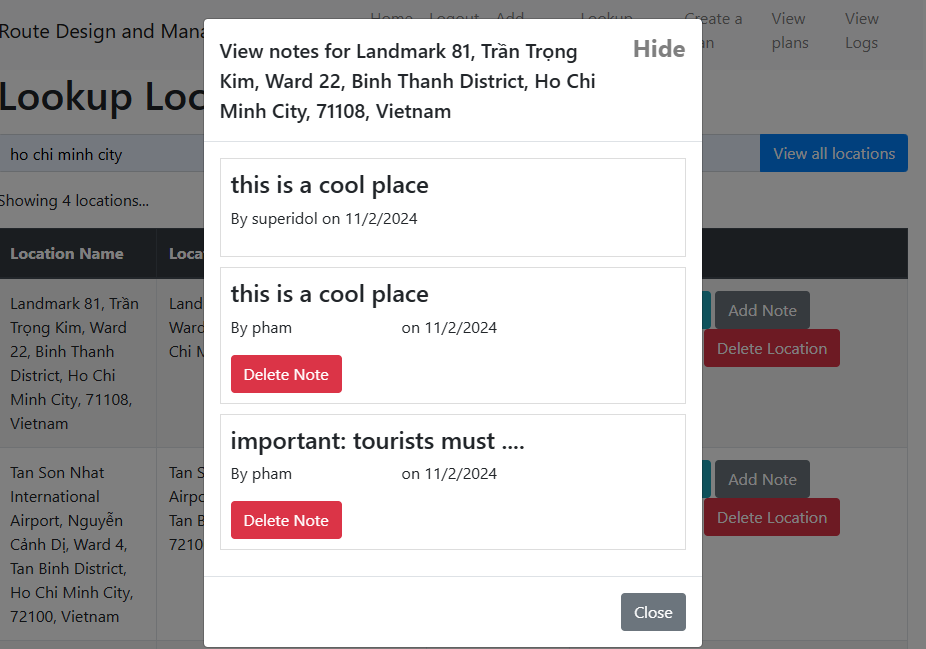 Route Design and Mana
Home Logout Add Lookup Create a View View
plans Logs
Lookup Loc
ho chi minh city
View all locations
Showing 4 locations...
Location Name
Loca
Landmark 81, Trần
Trọng Kim, Ward
22, Binh Thanh
District, Ho Chi
Minh City, 71108,
Vietnam
Land
Ward
Chi M
Add Note
Delete Location
Tan Son Nhat
International
Airport, Nguyễn
Cảnh Dị, Ward 4,
Tan Binh District,
Ho Chi Minh City,
72100, Vietnam
Tan S
Airpo
Tan B
7210
Add Note
Delete Location
View notes for Landmark 81, Trần Trọng
Kim, Ward 22, Binh Thanh District, Ho Chi
Minh City, 71108, Vietnam
Hide
this is a cool place
By superidol on 11/2/2024
this is a cool place
By pham on 11/2/2024
Delete Note
important: tourists must ....
By pham on 11/2/2024
Delete Note
Close